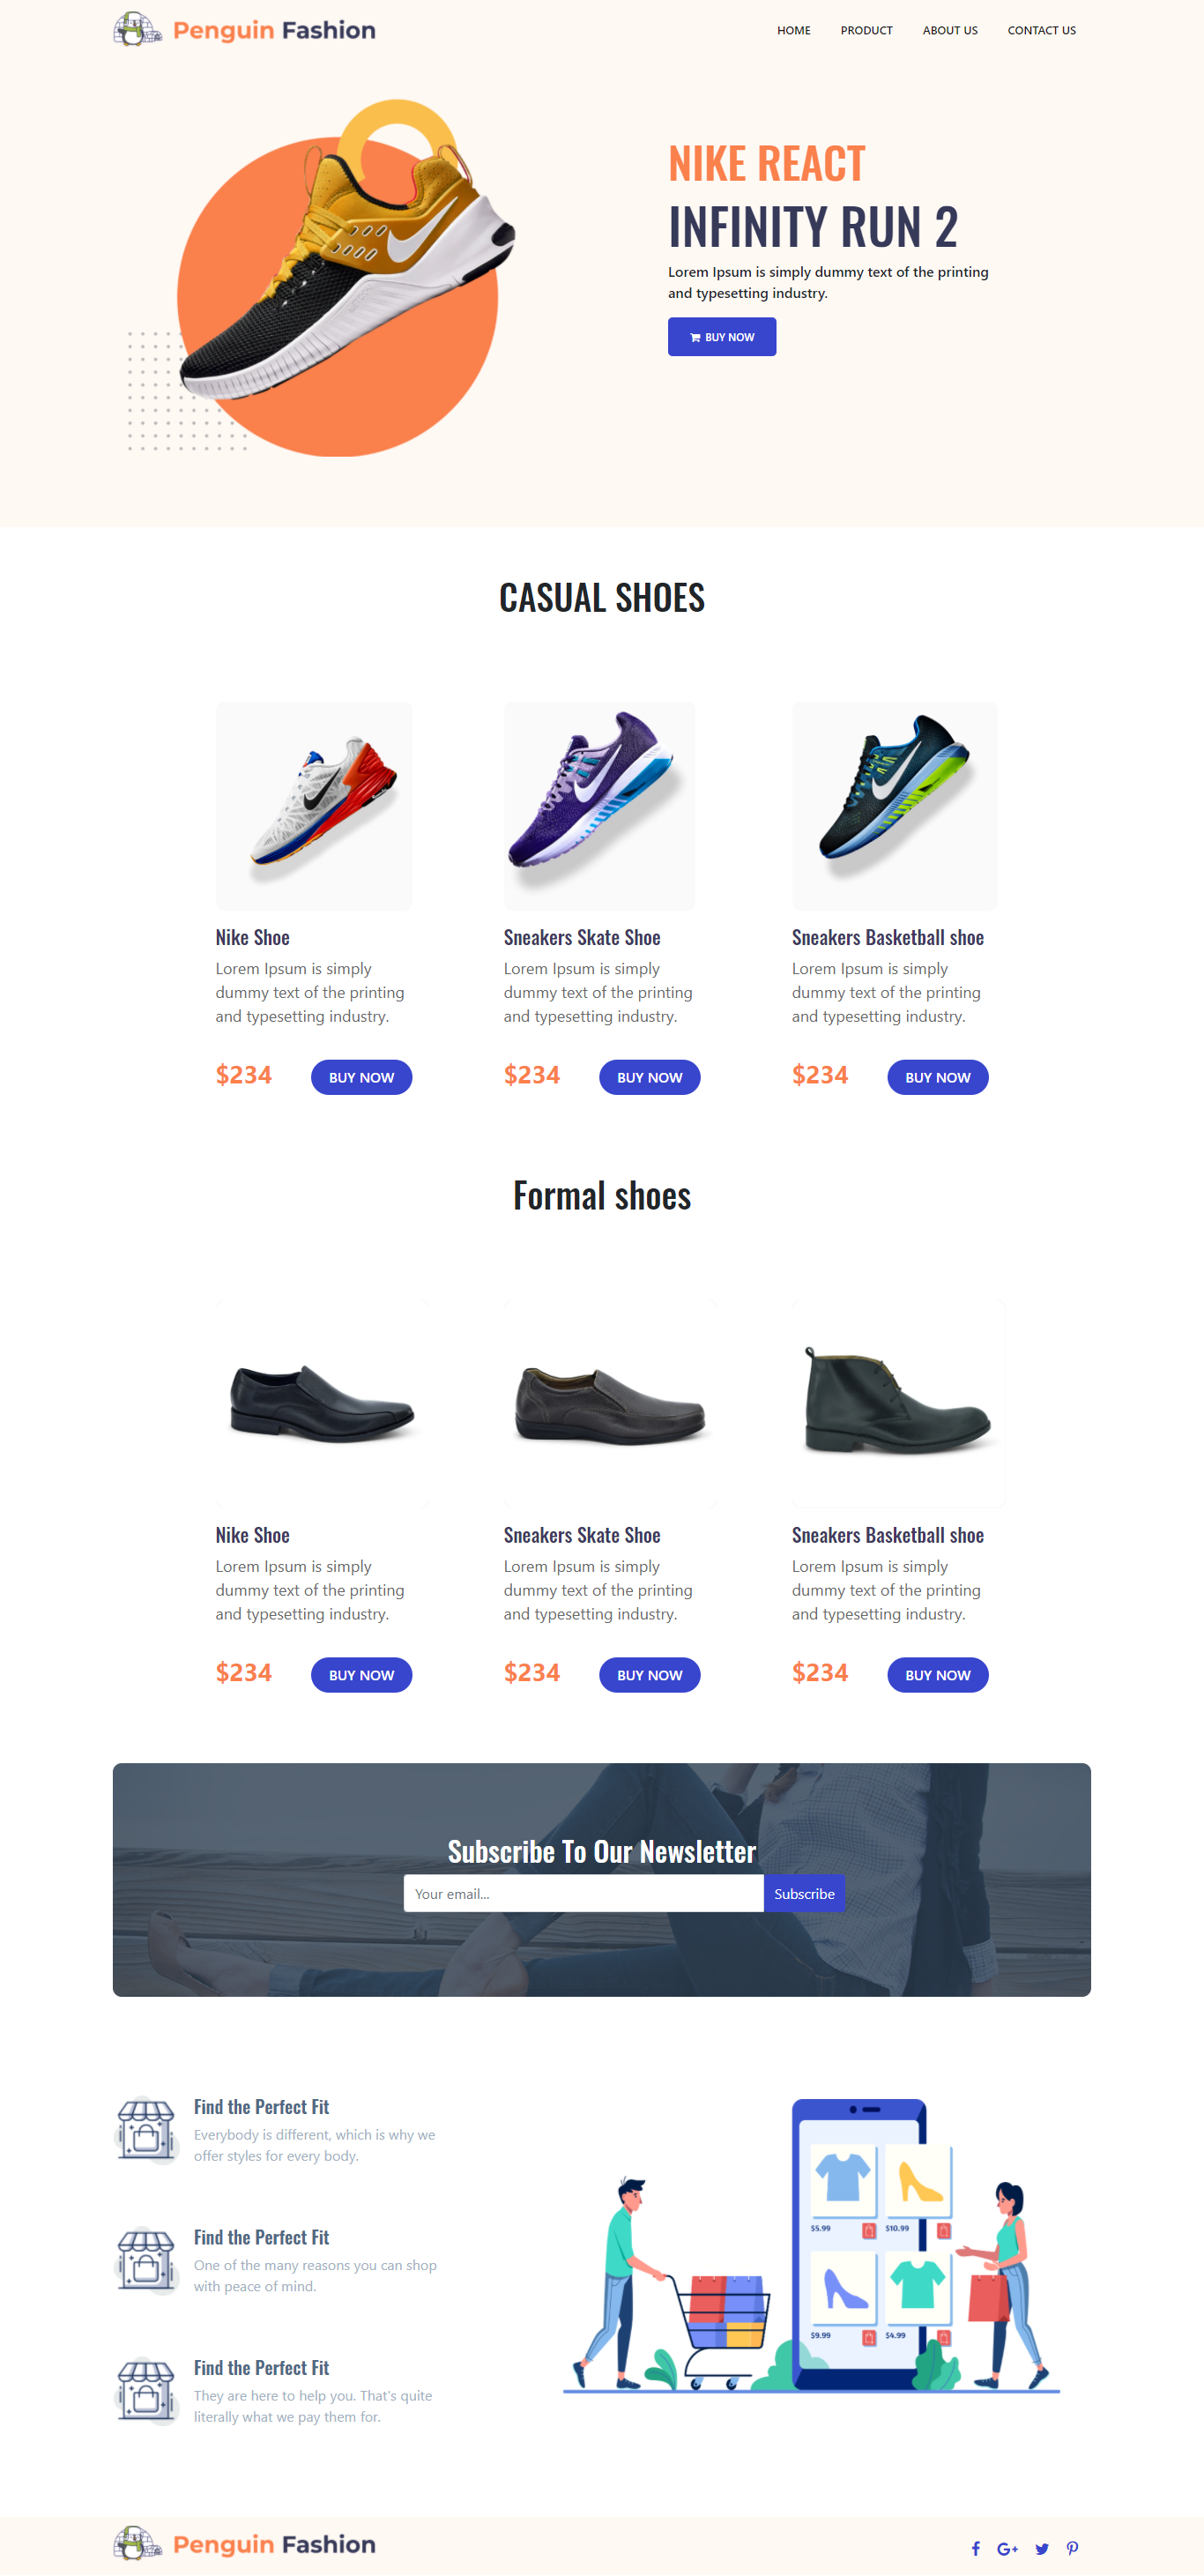 Penguin Fashion
HOME PRODUCT ABOUT US CONTACT US
NIKE REACT
INFINITY RUN 2
Lorem Ipsum is simply dummy text of the printing
and typesetting industry.
BUY NOW
CASUAL SHOES
Nike Shoe
Lorem Ipsum is simply
dummy text of the printing
and typesetting industry.
$234 BUY NOW
Sneakers Skate Shoe
Lorem Ipsum is simply
dummy text of the printing
and typesetting industry.
$234 BUY NOW
Sneakers Basketball shoe
Lorem Ipsum is simply
dummy text of the printing
and typesetting industry.
$234 BUY NOW
Formal shoes
Nike Shoe
Lorem Ipsum is simply
dummy text of the printing
and typesetting industry.
$234 BUY NOW
Sneakers Skate Shoe
Lorem Ipsum is simply
dummy text of the printing
and typesetting industry.
$234 BUY NOW
Sneakers Basketball shoe
Lorem Ipsum is simply
dummy text of the printing
and typesetting industry.
$234 BUY NOW
Subscribe To Our Newsletter
Your email... Subscribe
Find the Perfect Fit
Everybody is different, which is why we
offer styles for every body.
Find the Perfect Fit
One of the many reasons you can shop
with peace of mind.
Find the Perfect Fit
They are here to help you. That's quite
literally what we pay them for.
$5.99 $10.99
$9.99 $4.99
Penguin Fashion